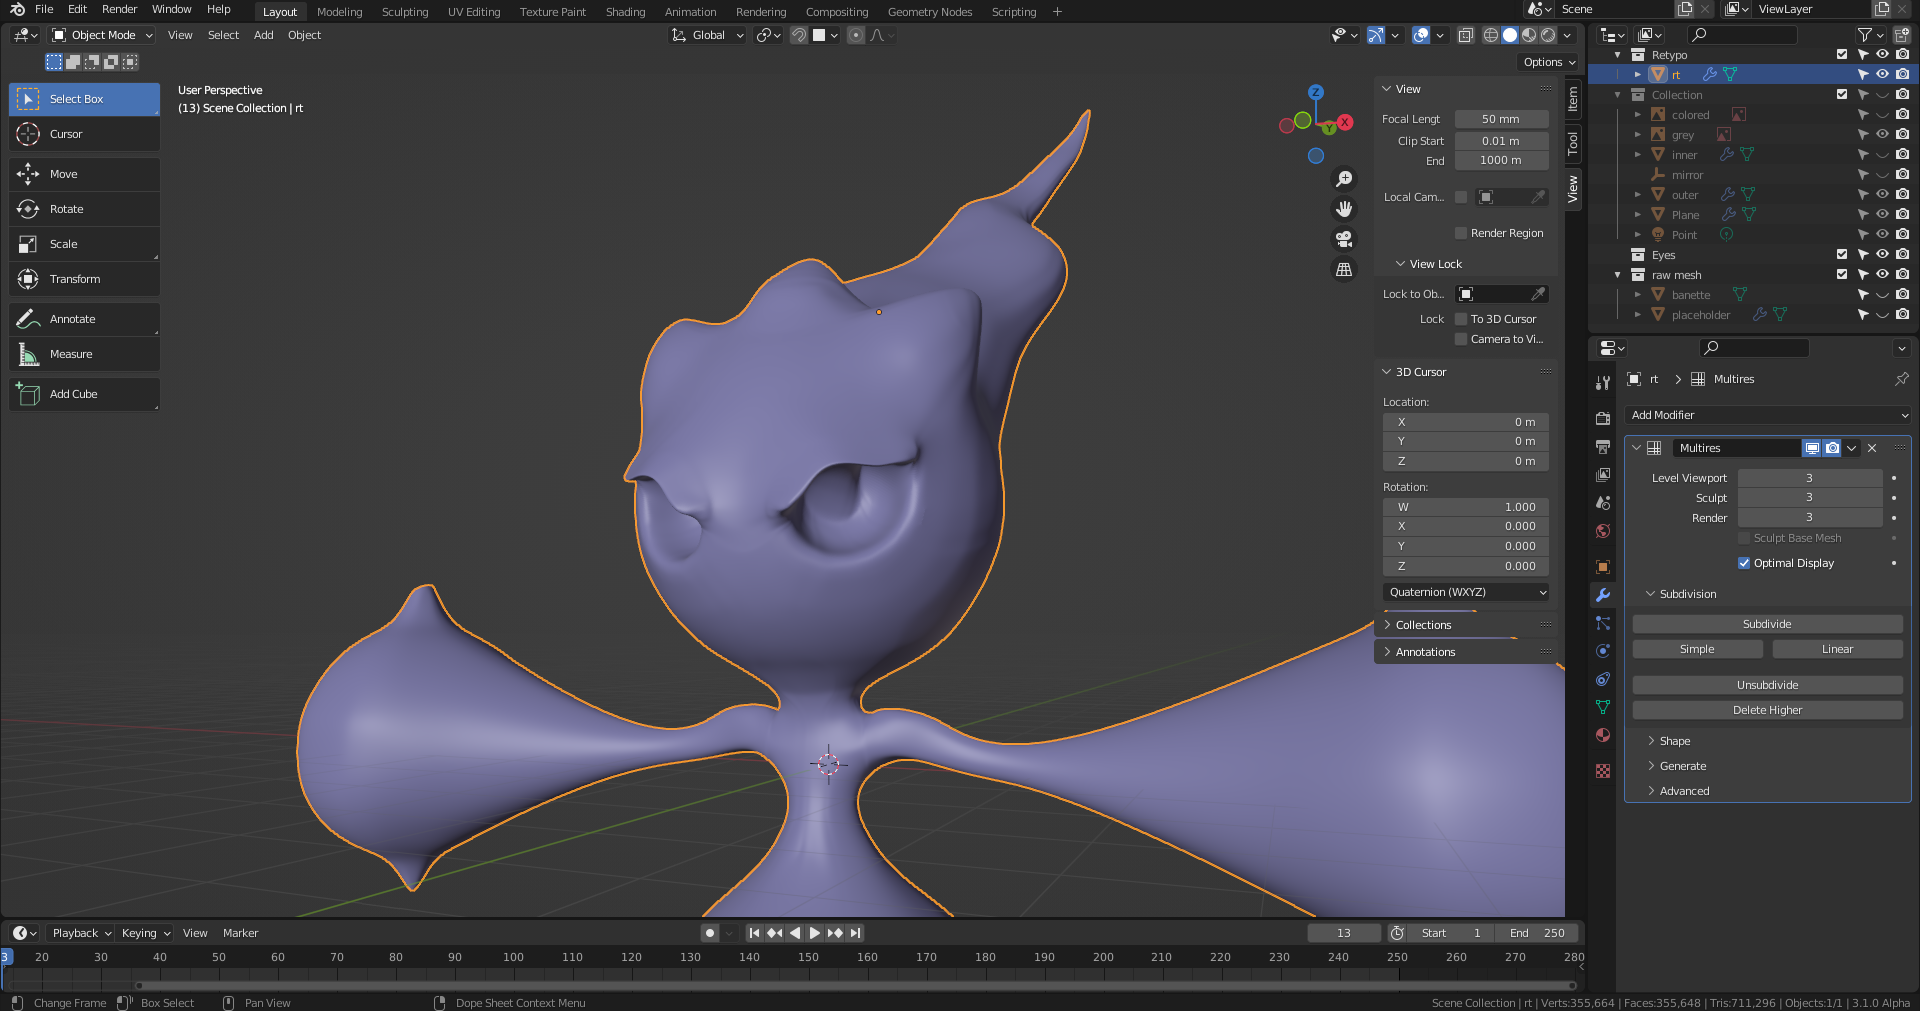 File Edit Render Window Help Layout Modeling Sculpting UV Editing Texture Paint Shading Animation Rendering Compositing Geometry Nodes Scripting + Scene ViewLayer
Object Mode View Select Add Object Global
Options
Select Box
Cursor
Move
Rotate
Scale
Transform
Annotate
Measure
Add Cube
User Perspective
(13) Scene Collection | rt
Z
X
Y
View
Focal Lengt 50 mm
Clip Start 0.01 m
End 1000 m
Local Cam...
Render Region
View Lock
Lock to Ob...
Lock To 3D Cursor
Camera to Vi...
3D Cursor
Location:
X 0 m
Y 0 m
Z 0 m
Rotation:
W 1.000
X 0.000
Y 0.000
Z 0.000
Quaternion (WXYZ)
Collections
Annotations
Item
Tool
View
Retypo
rt
Collection
colored
grey
inner
mirror
outer
Plane
Point
Eyes
raw mesh
banette
placeholder
rt Multires
Add Modifier
Multires
Level Viewport 3
Sculpt 3
Render 3
Sculpt Base Mesh
Optimal Display
Subdivision
Subdivide
Simple Linear
Unsubdivide
Delete Higher
Shape
Generate
Advanced
Playback Keying View Marker 13 Start 1 End 250
3 20 30 40 50 60 70 80 90 100 110 120 130 140 150 160 170 180 190 200 210 220 230 240 250 260 270 280
Change Frame Box Select Pan View Dope Sheet Context Menu Scene Collection | rt | Verts:355,664 | Faces:355,648 | Tris:711,296 | Objects:1/1 | 3.1.0 Alpha